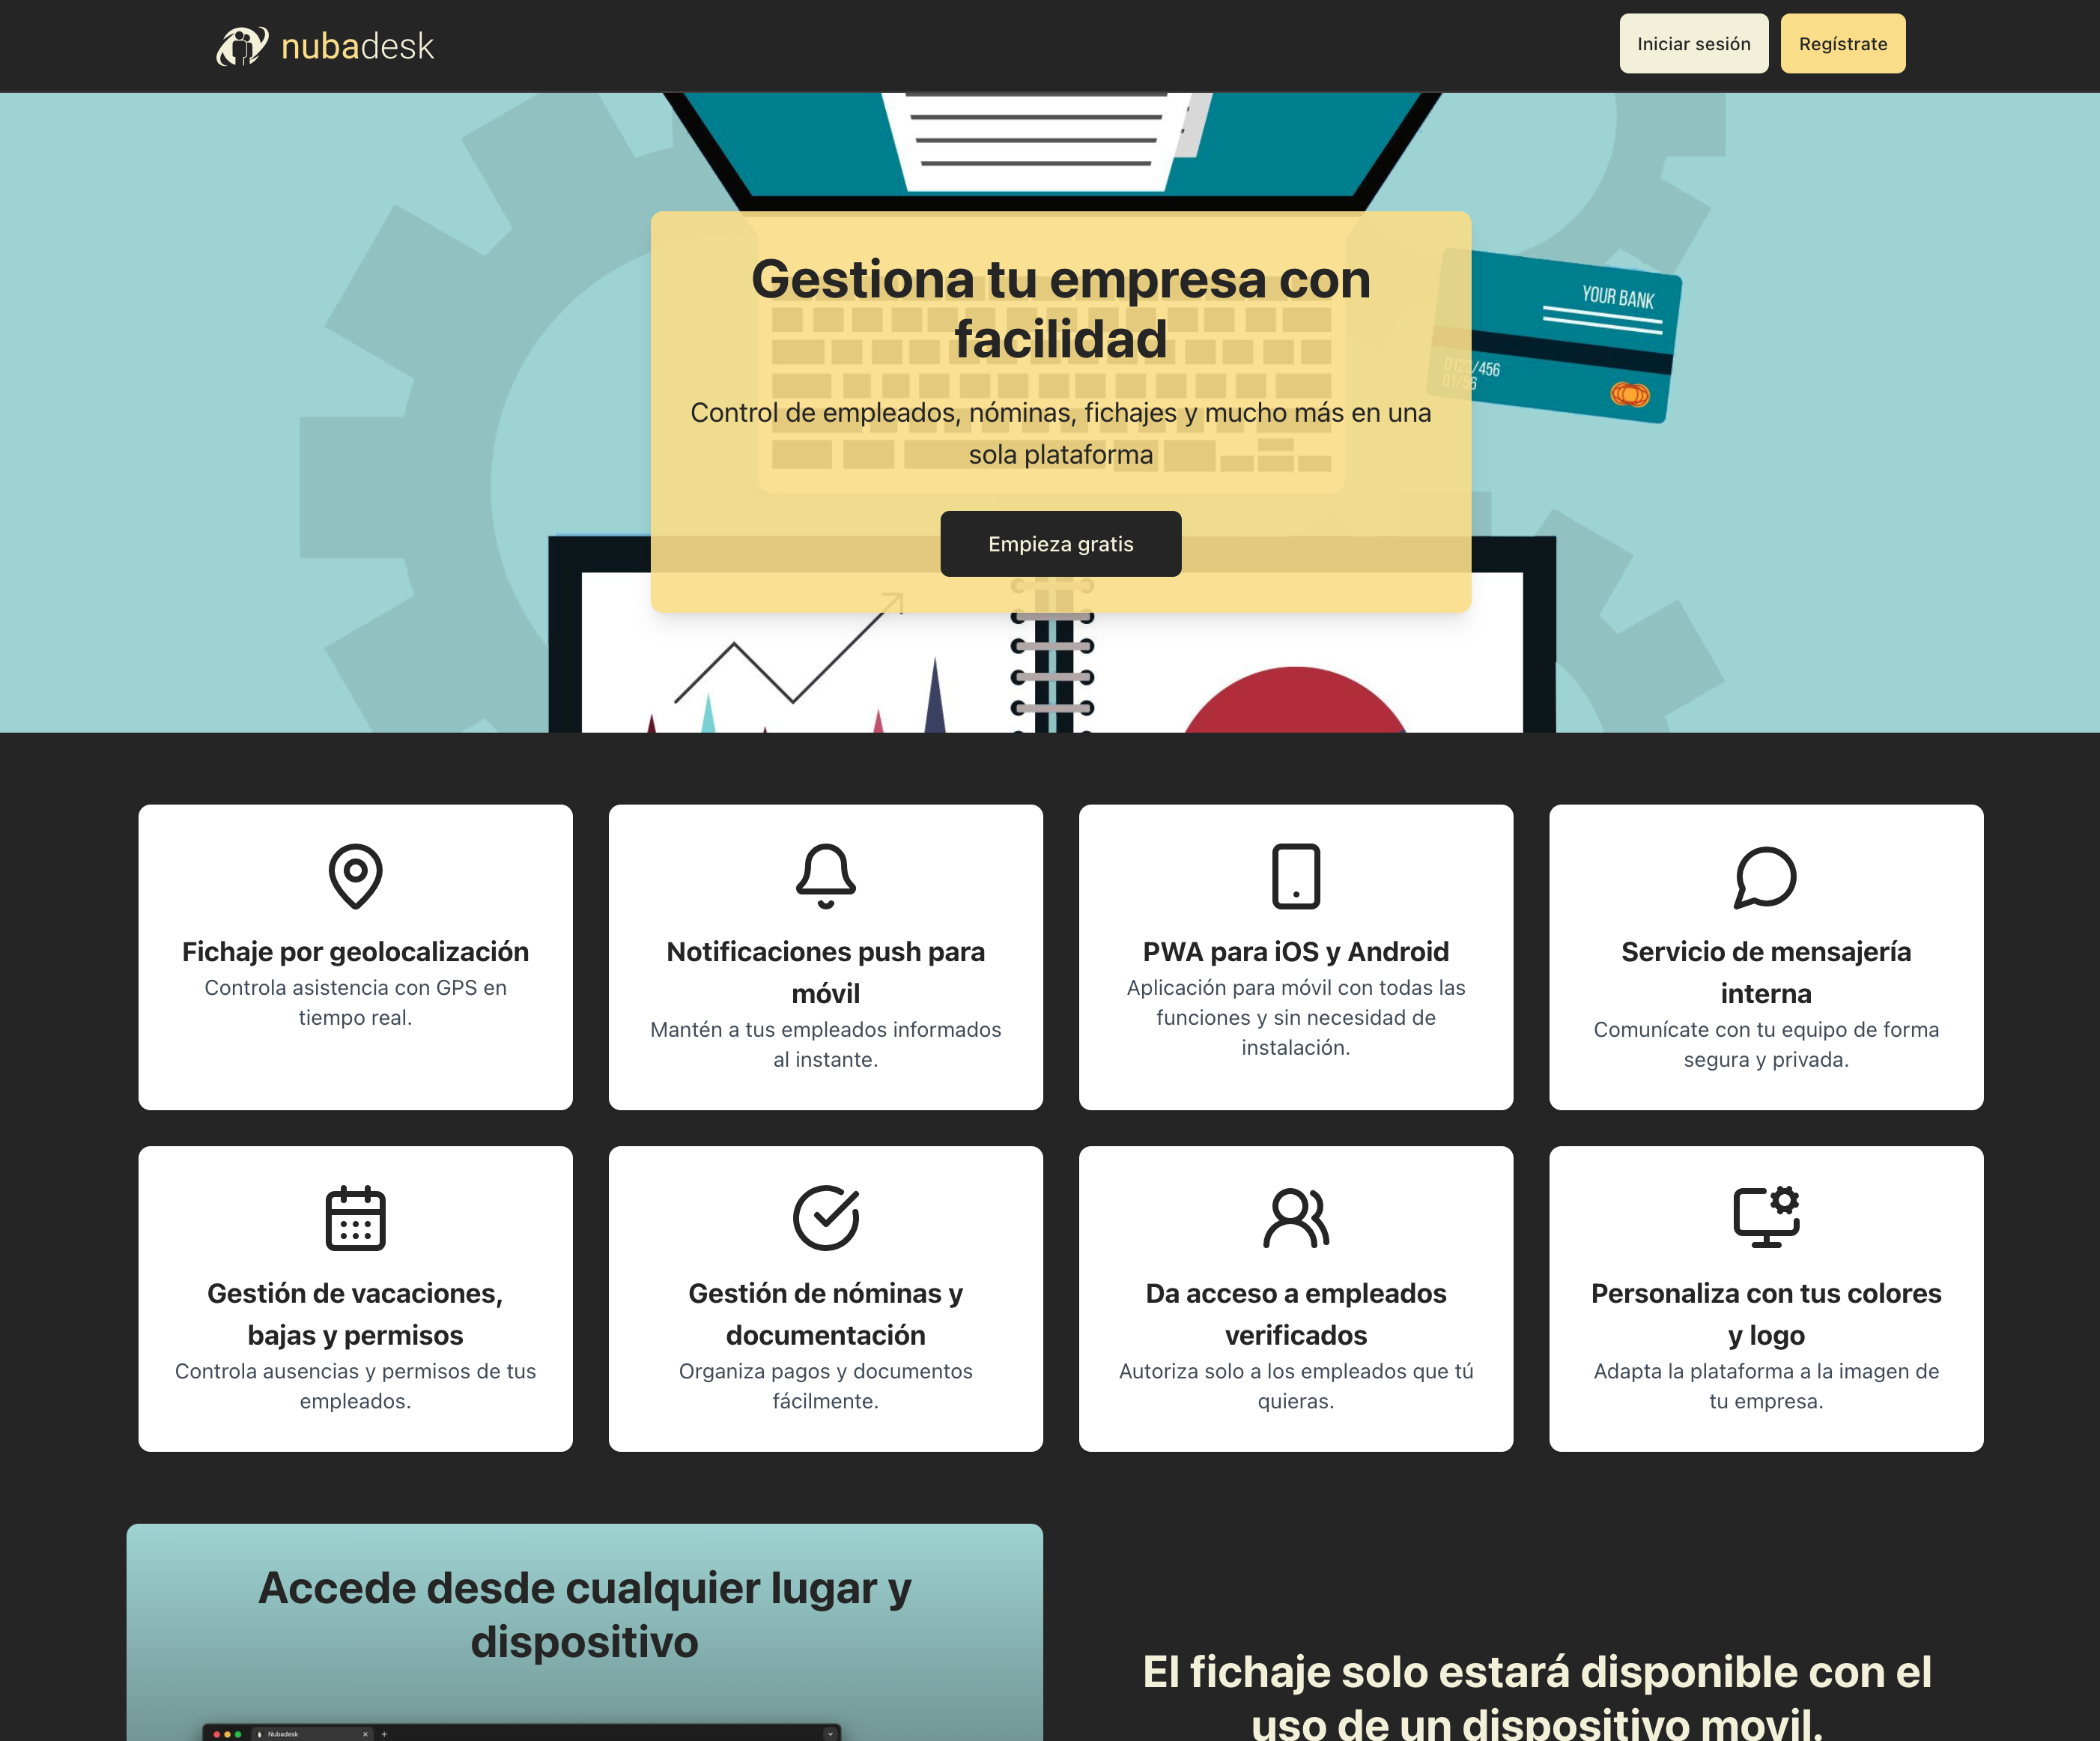 nubadesk
Iniciar sesión
Regístrate
YOUR BANK
0123/456
01/56
Gestiona tu empresa con
facilidad
Control de empleados, nóminas, fichajes y mucho más en una
sola plataforma
Empieza gratis
Fichaje por geolocalización
Controla asistencia con GPS en
tiempo real.
Notificaciones push para
móvil
Mantén a tus empleados informados
al instante.
PWA para iOS y Android
Aplicación para móvil con todas las
funciones y sin necesidad de
instalación.
Servicio de mensajería
interna
Comunícate con tu equipo de forma
segura y privada.
Gestión de vacaciones,
bajas y permisos
Controla ausencias y permisos de tus
empleados.
Gestión de nóminas y
documentación
Organiza pagos y documentos
fácilmente.
Da acceso a empleados
verificados
Autoriza solo a los empleados que tú
quieras.
Personaliza con tus colores
y logo
Adapta la plataforma a la imagen de
tu empresa.
Accede desde cualquier lugar y
dispositivo
Nubadesk
El fichaje solo estará disponible con el
uso de un dispositivo movil.